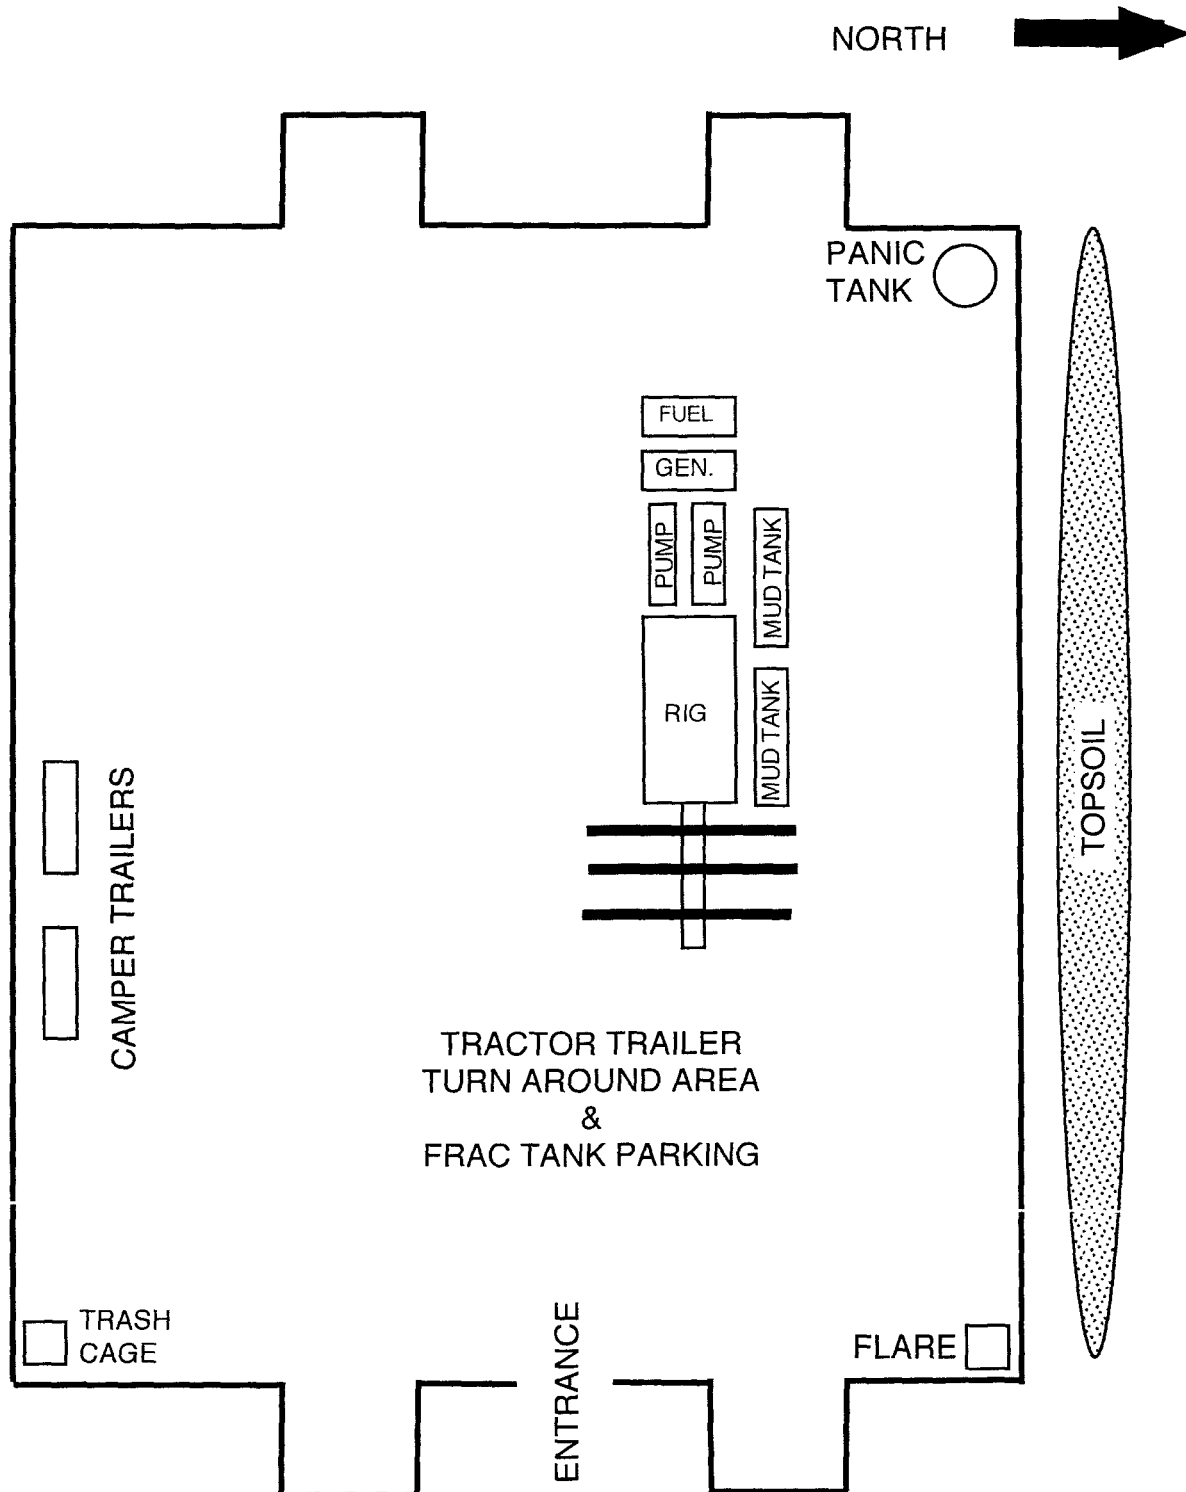 NORTH
PANIC
TANK
FUEL
GEN.
PUMP
PUMP
MUD TANK
RIG
MUD TANK
TOPSOIL
CAMPER TRAILERS
TRACTOR TRAILER
TURN AROUND AREA
&
FRAC TANK PARKING
TRASH
CAGE
ENTRANCE
FLARE